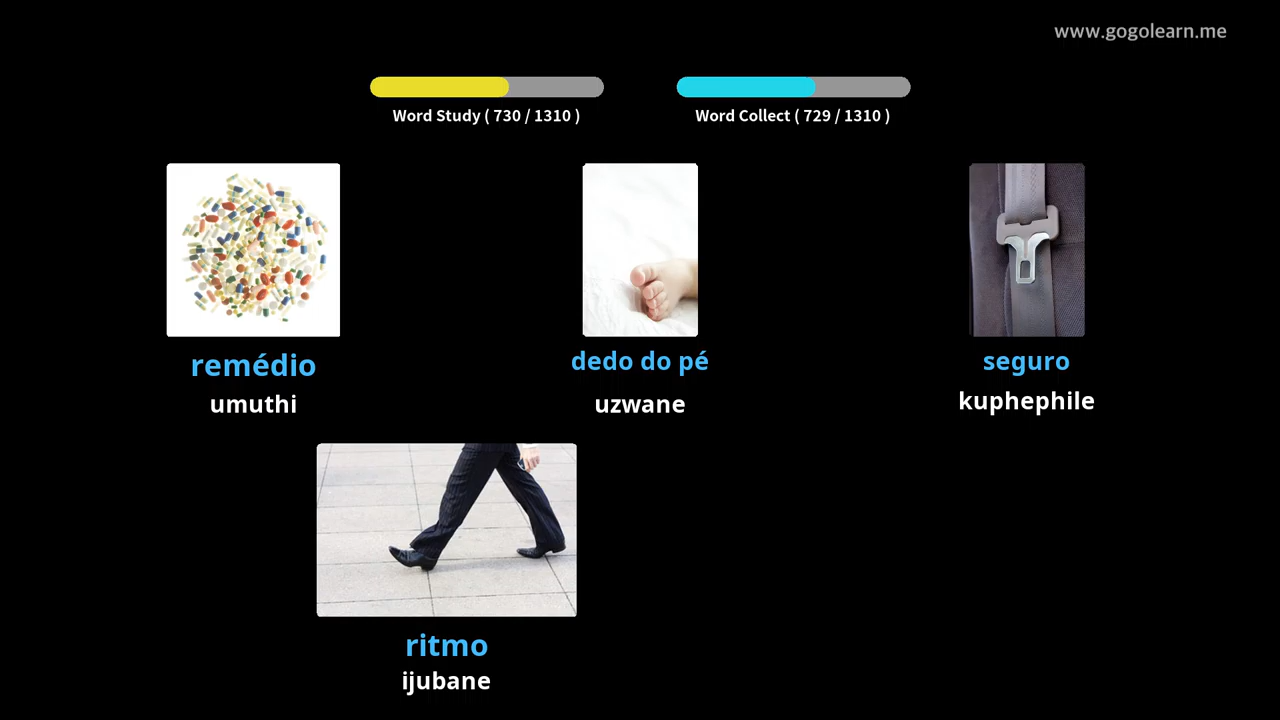 www.gogolearn.me
Word Study ( 730 / 1310 )
Word Collect ( 729 / 1310 )
remédio
umuthi
dedo do pé
uzwane
seguro
kuphephile
ritmo
ijubane